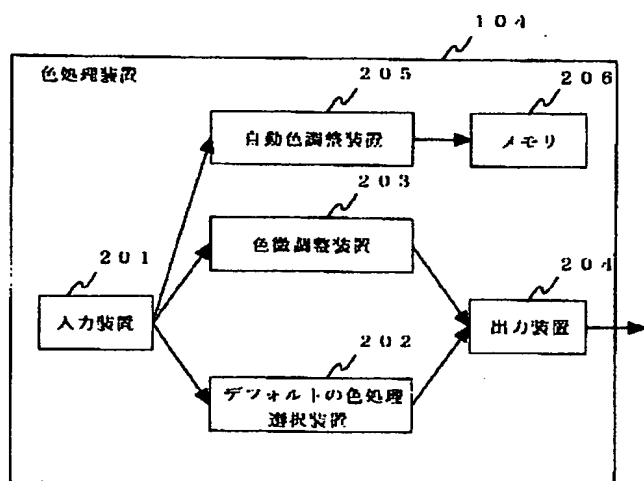 104
色処理装置
205
自動色調整装置
206
メモリ
203
色微調整装置
201
入力装置
204
出力装置
202
デフォルトの色処理
選択装置